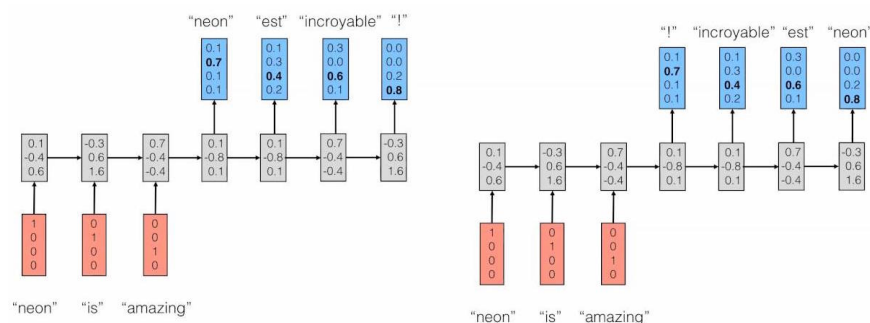 "neon" "est" "incroyable" "!"
0.1 0.1 0.3 0.0
0.7 0.3 0.0 0.0
0.1 0.4 0.6 0.2
0.1 0.2 0.1 0.8
0.1 -0.3 0.7 0.1 0.1 0.7 -0.3
-0.4 0.6 -0.4 -0.8 -0.8 -0.4 0.6
0.6 1.6 -0.4 0.1 0.1 -0.4 1.6
1 0 0
0 1 0
0 0 1
0 0 0
"neon" "is" "amazing"
"!" "incroyable" "est" "neon"
0.1 0.1 0.3 0.0
0.7 0.3 0.0 0.0
0.1 0.4 0.6 0.2
0.1 0.2 0.1 0.8
0.1 -0.3 0.7 0.1 0.1 0.7 -0.3
-0.4 0.6 -0.4 -0.8 -0.8 -0.4 0.6
0.6 1.6 -0.4 0.1 0.1 -0.4 1.6
1 0 0
0 1 0
0 0 1
0 0 0
"neon" "is" "amazing"